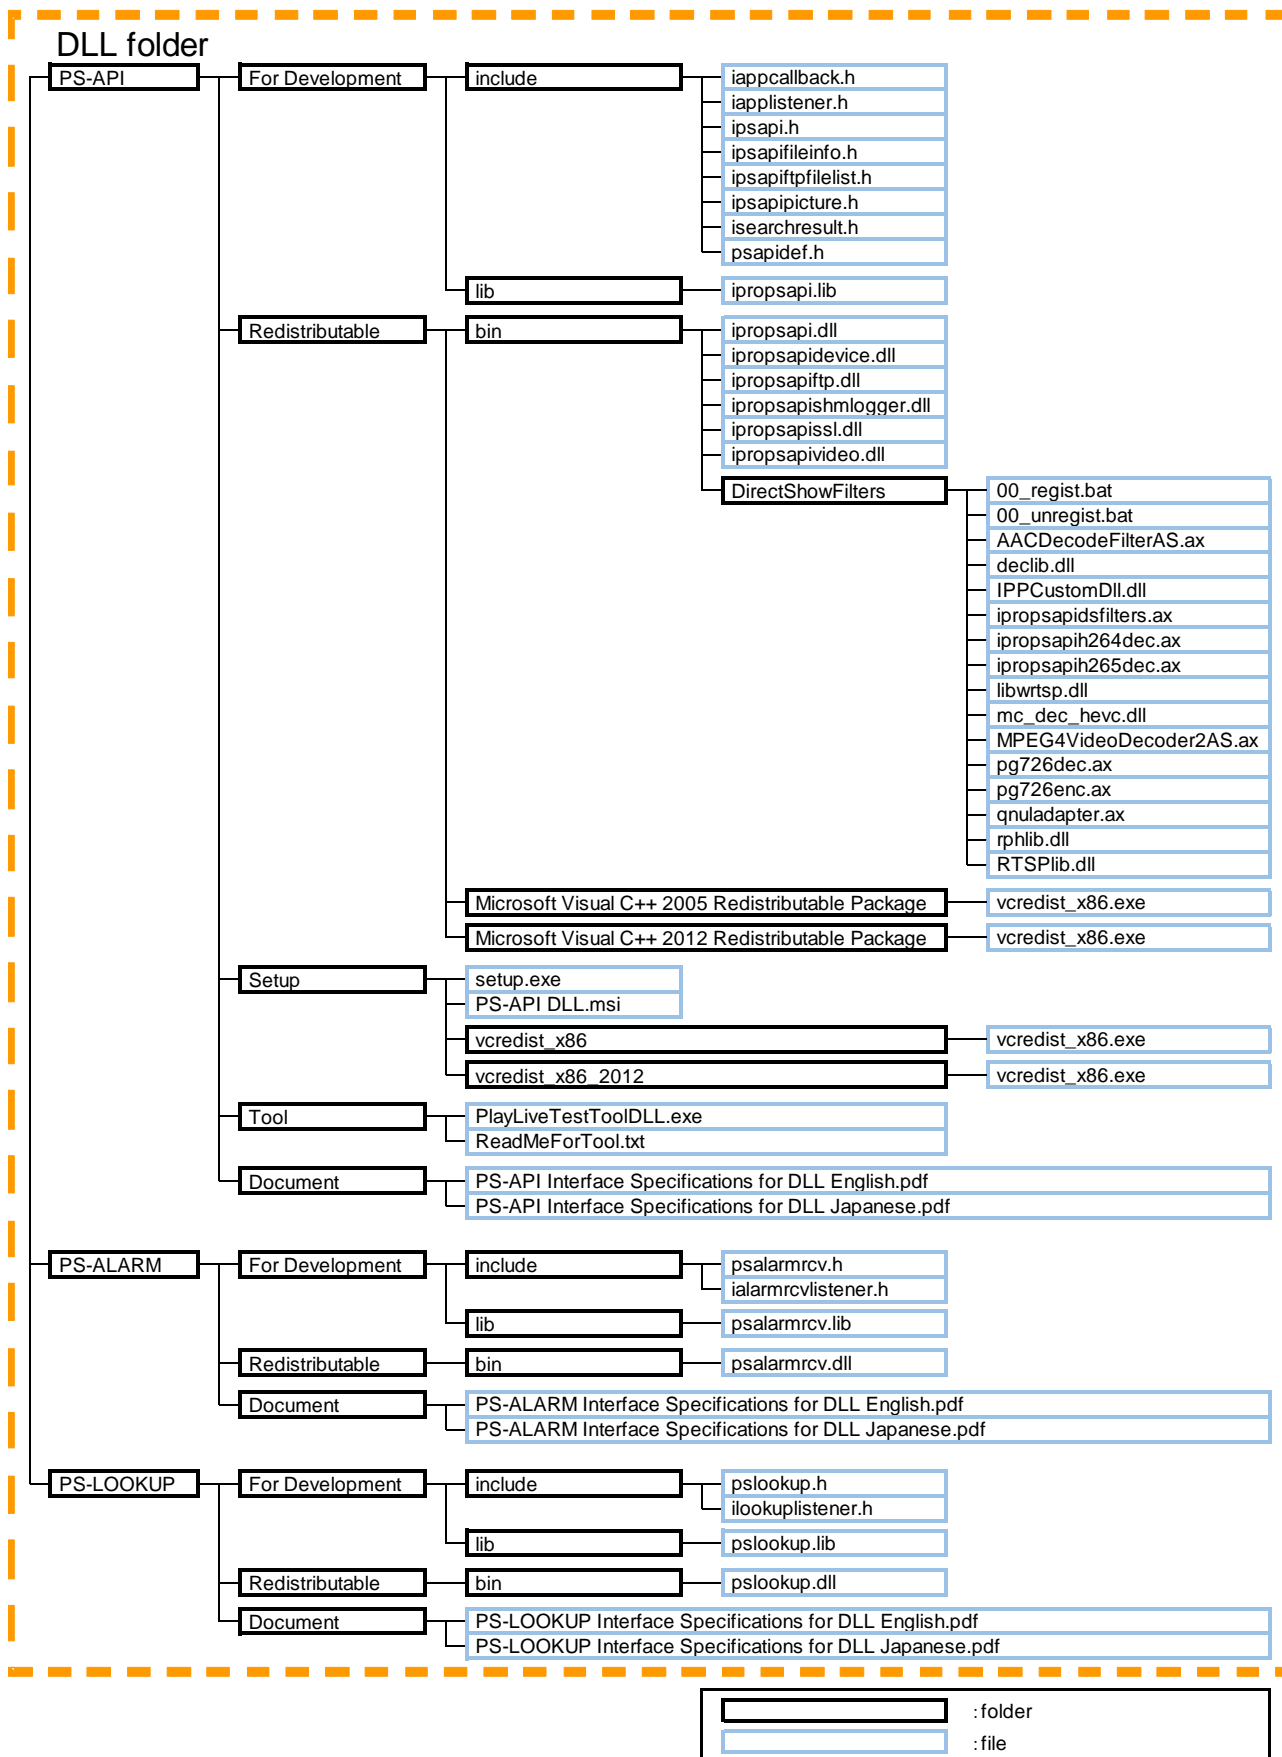 DLL folder
PS-API For Development include iappcallback.h
iapplistener.h
ipsapi.h
ipsapifileinfo.h
ipsapiftpfilelist.h
ipsapipicture.h
isearchresult.h
psapidef.h
lib ipropsapi.lib
Redistributable bin ipropsapi.dll
ipropsapidevice.dll
ipropsapiftp.dll
ipropsapishmlogger.dll
ipropsapissl.dll
ipropsapivideo.dll
DirectShowFilters 00_regist.bat
00_unregist.bat
AACDecodeFilterAS.ax
declib.dll
IPPCustomDll.dll
ipropsapidsfilters.ax
ipropsapih264dec.ax
ipropsapih265dec.ax
libwrtsp.dll
mc_dec_hevc.dll
MPEG4VideoDecoder2AS.ax
pg726dec.ax
pg726enc.ax
qnuladapter.ax
rphlib.dll
RTSPlib.dll
Microsoft Visual C++ 2005 Redistributable Package vcredist_x86.exe
Microsoft Visual C++ 2012 Redistributable Package vcredist_x86.exe
Setup setup.exe
PS-API DLL.msi
vcredist_x86 vcredist_x86.exe
vcredist_x86_2012 vcredist_x86.exe
Tool PlayLiveTestToolDLL.exe
ReadMeForTool.txt
Document PS-API Interface Specifications for DLL English.pdf
PS-API Interface Specifications for DLL Japanese.pdf
PS-ALARM For Development include psalarmrcv.h
ialarmrcvlistener.h
lib psalarmrcv.lib
Redistributable bin psalarmrcv.dll
Document PS-ALARM Interface Specifications for DLL English.pdf
PS-ALARM Interface Specifications for DLL Japanese.pdf
PS-LOOKUP For Development include pslookup.h
ilookuplistener.h
lib pslookup.lib
Redistributable bin pslookup.dll
Document PS-LOOKUP Interface Specifications for DLL English.pdf
PS-LOOKUP Interface Specifications for DLL Japanese.pdf
:folder
:file